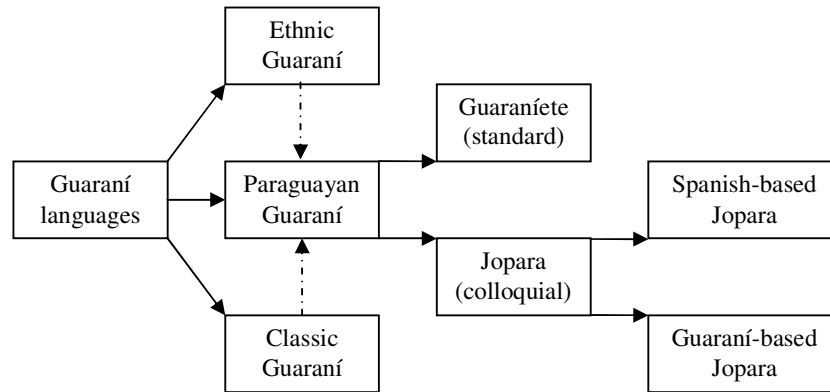 Ethnic
Guaraní
Guaraníete
(standard)
Guaraní
languages
Paraguayan
Guaraní
Spanish-based
Jopara
Jopara
(colloquial)
Classic
Guaraní
Guaraní-based
Jopara